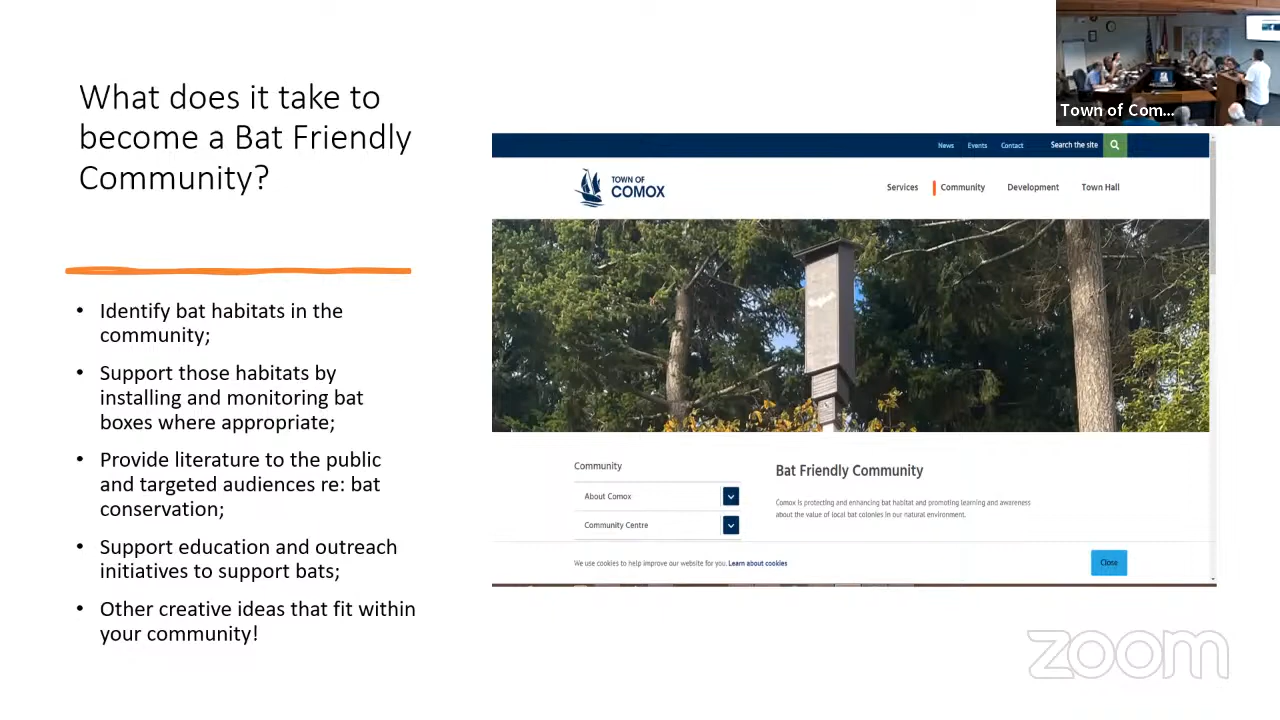 What does it take to
become a Bat Friendly
Community?
• Identify bat habitats in the
community;
• Support those habitats by
installing and monitoring bat
boxes where appropriate;
• Provide literature to the public
and targeted audiences re: bat
conservation;
• Support education and outreach
initiatives to support bats;
• Other creative ideas that fit within
your community!
Town of Com...
News Events Contact Search the site
TOWN OF
COMOX
Services Community Development Town Hall
Community
About Comox
Community Centre
Bat Friendly Community
Comox is protecting and enhancing bat habitat and promoting learning and awareness
about the value of local bat colonies in our natural environment.
We use cookies to help improve our website for you. Learn about cookies
Close
zoom